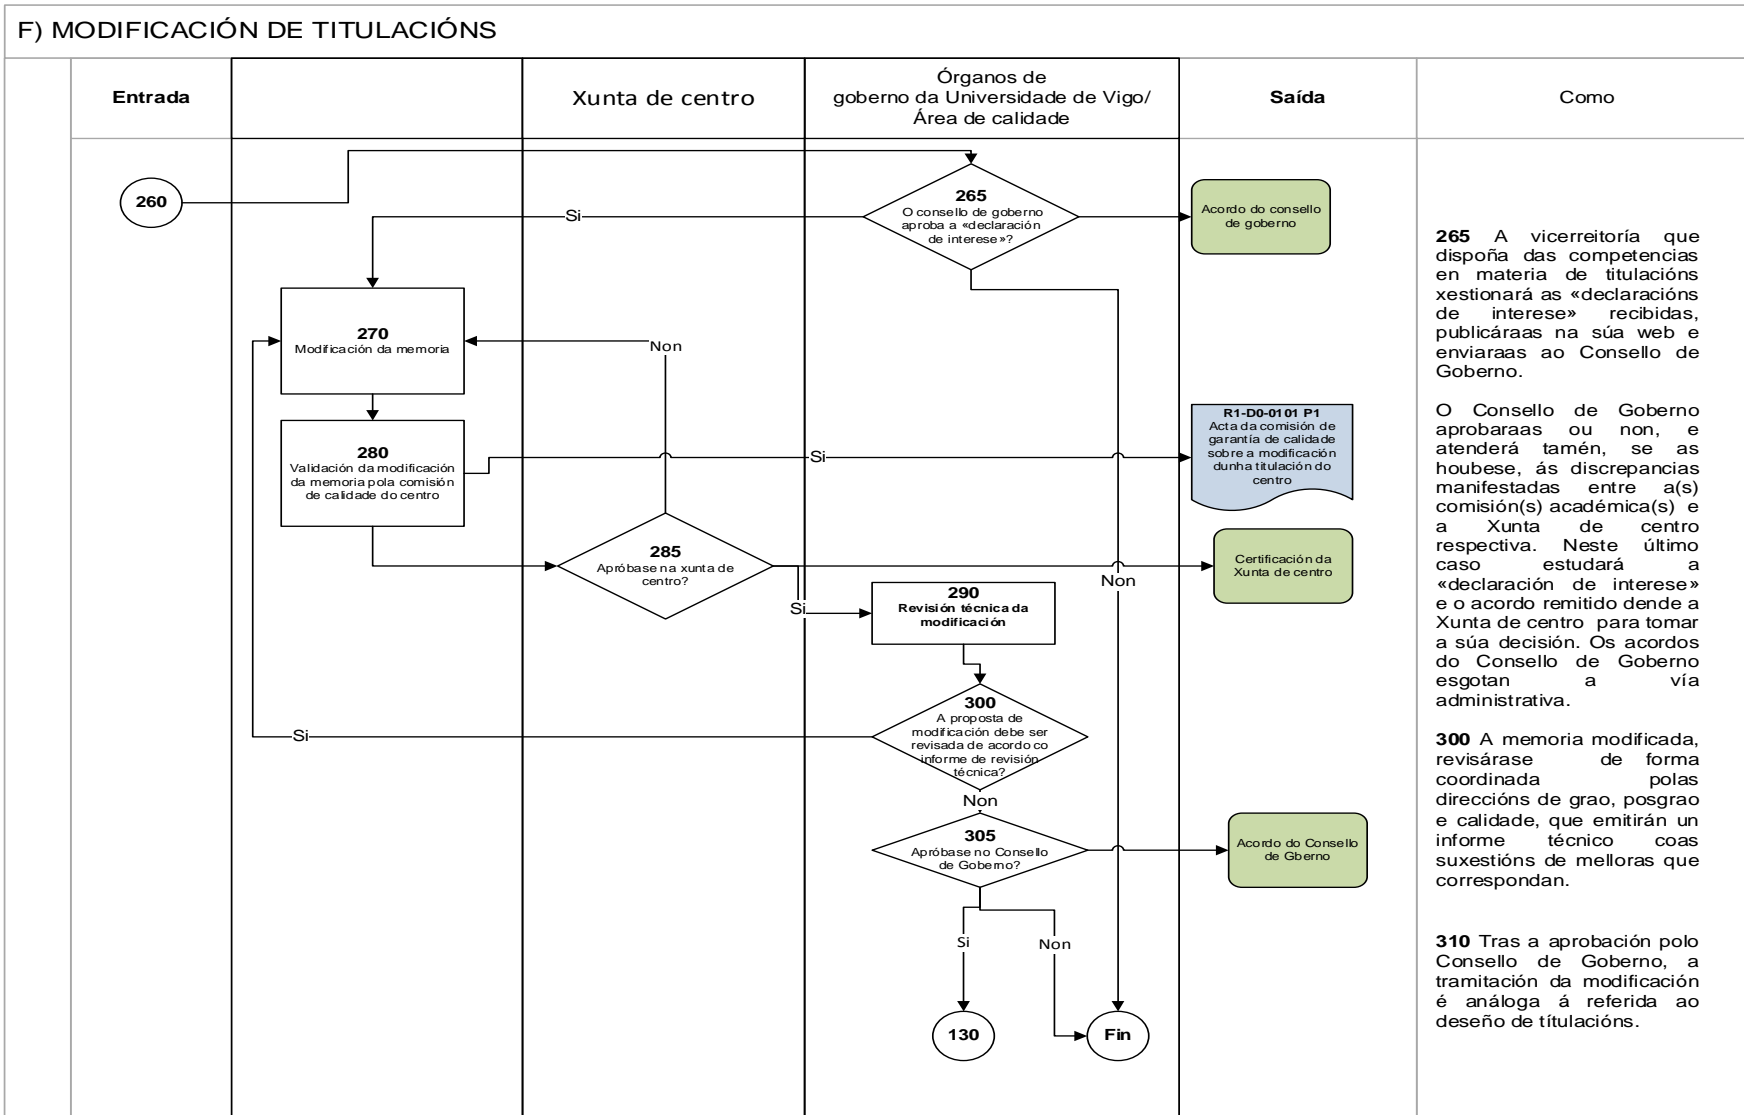 F) MODIFICACIÓN DE TITULACIÓNS
Entrada
Xunta de centro
Órganos de
goberno da Universidade de Vigo/
Área de calidade
Saída
Como
260
265
O consello de goberno
aproba a «declaración
de interese»?
Si
Acordo do consello
de goberno
270
Modificación da memoria
Non
280
Validación da modificación
da memoria pola comisión
de calidade do centro
Si
R1-D0-0101 P1
Acta da comisión de
garantía de calidade
sobre a modificación
dunha titulación do
centro
285
Apróbase na xunta de
centro?
Certificación da
Xunta de centro
Non
Si
290
Revisión técnica da
modificación
300
A proposta de
modificación debe ser
revisada de acordo co
informe de revisión
técnica?
Si
Non
305
Apróbase no Consello
de Goberno?
Acordo do Consello
de Gberno
Si
Non
130
Fin
265 A vicerreitoría que
dispoña das competencias
en materia de titulacións
xestionará as «declaracións
de interese» recibidas,
publicáraas na súa web e
enviaraas ao Consello de
Goberno.
O Consello de Goberno
aprobaraas ou non, e
atenderá tamén, se as
houbese, ás discrepancias
manifestadas entre a(s)
comisión(s) académica(s) e
a Xunta de centro
respectiva. Neste último
caso estudará a
«declaración de interese»
e o acordo remitido dende a
Xunta de centro para tomar
a súa decisión. Os acordos
do Consello de Goberno
esgotan a vía
administrativa.
300 A memoria modificada,
revisárase de forma
coordinada polas
direccións de grao, posgrao
e calidade, que emitirán un
informe técnico coas
suxestións de melloras que
correspondan.
310 Tras a aprobación polo
Consello de Goberno, a
tramitación da modificación
é análoga á referida ao
deseño de títulacións.